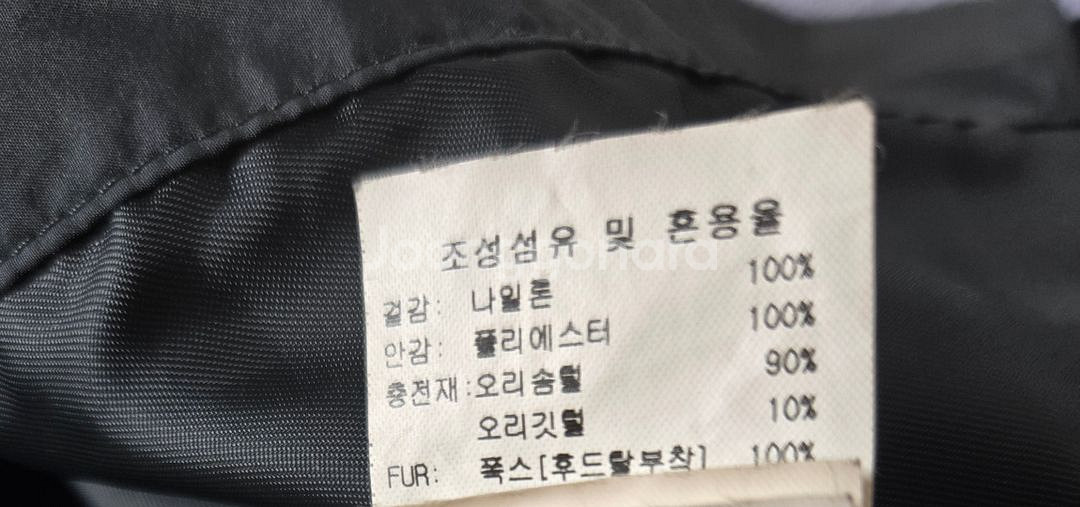 조성섬유 및 혼용율
겉감: 나일론 100%
안감: 폴리에스터 100%
충전재: 오리솜털 90%
오리깃털 10%
FUR: 폭스[후드탈부착] 100%